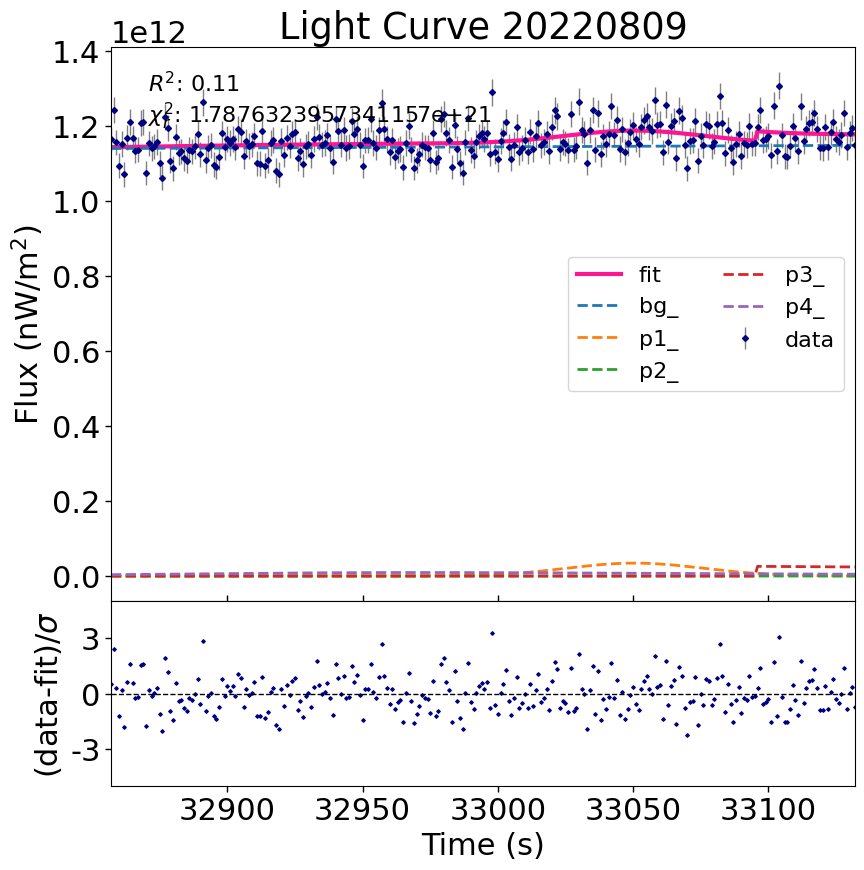 Light Curve 20220809
1e12
R²: 0.11
χ²: 1.7876323957341157e+21
1.4
1.2
1.0
0.8
0.6
0.4
0.2
0.0
Flux (nW/m²)
fit
bg_
p1_
p2_
p3_
p4_
data
3
0
-3
(data-fit)/σ
32900 32950 33000 33050 33100
Time (s)